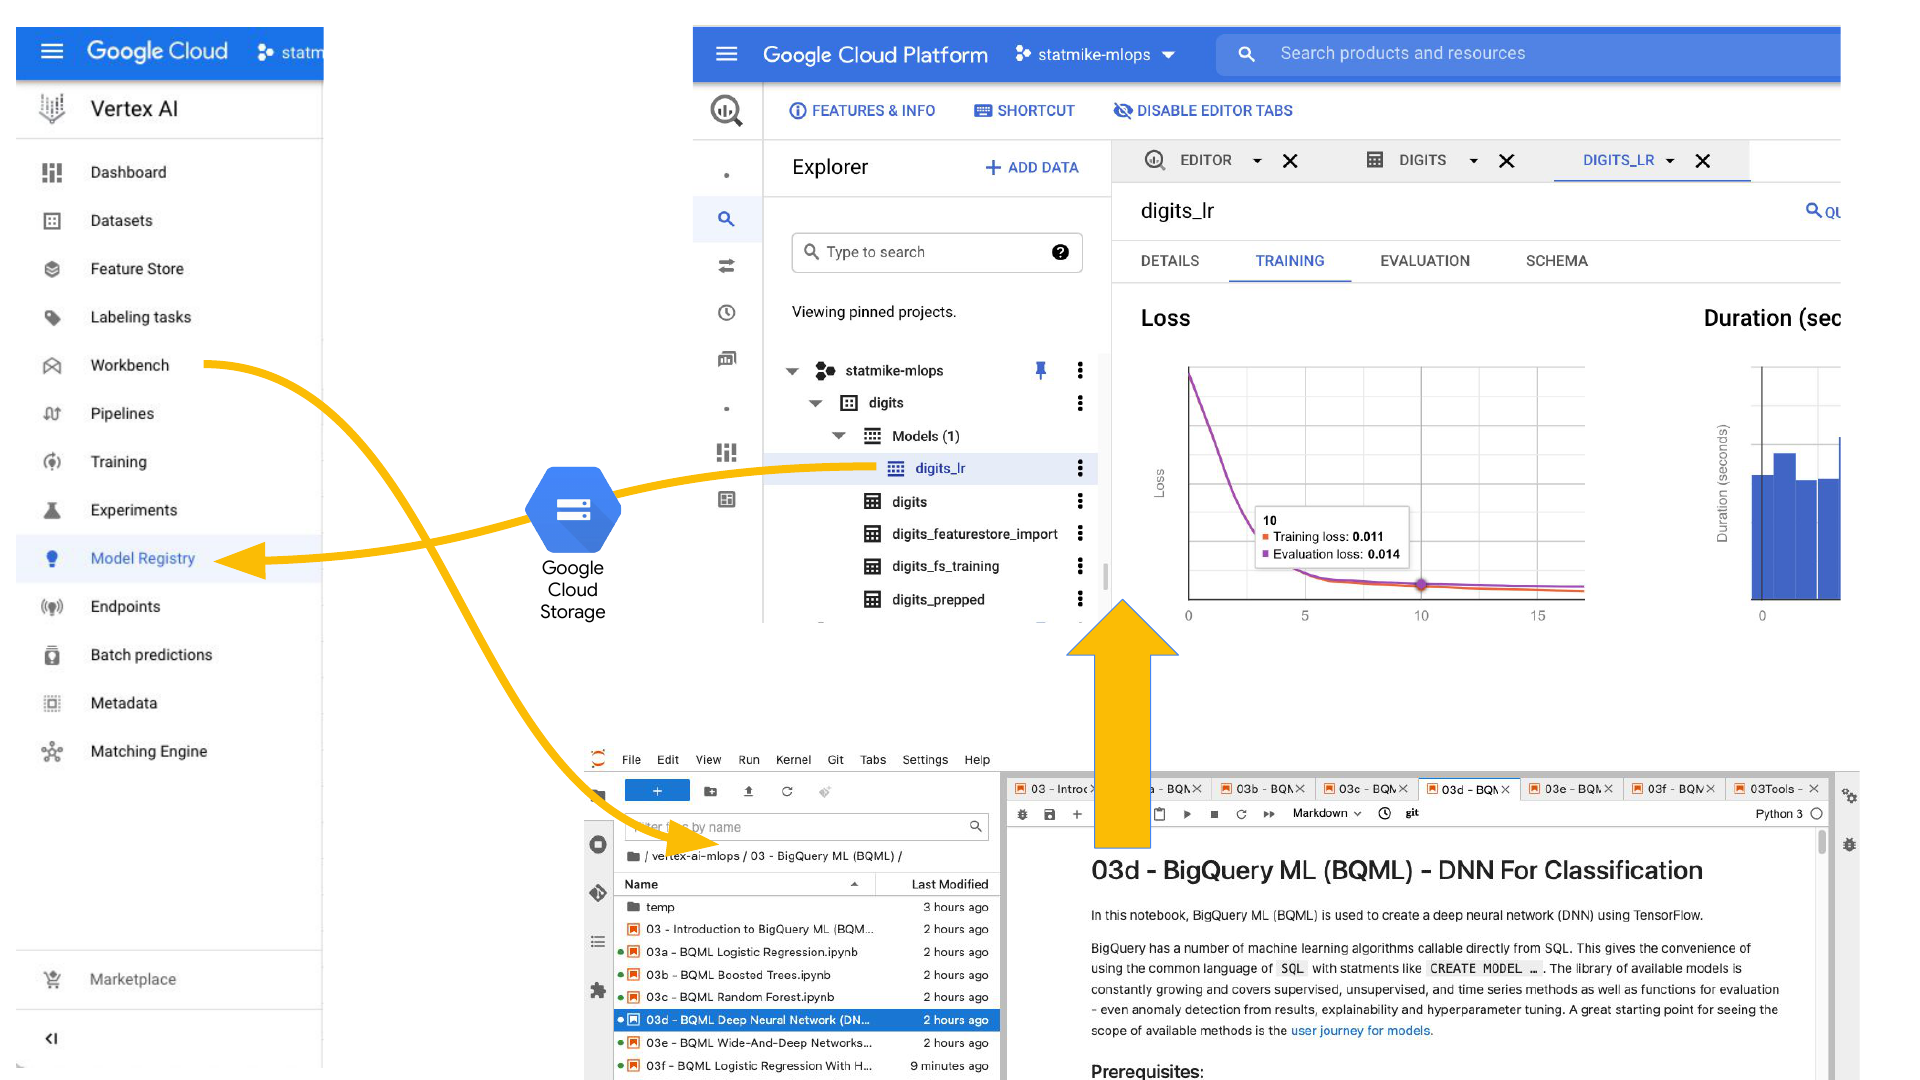 Google Cloud
statm
Vertex AI
Dashboard
Datasets
Feature Store
Labeling tasks
Workbench
Pipelines
Training
Experiments
Model Registry
Endpoints
Batch predictions
Metadata
Matching Engine
Marketplace
Google
Cloud
Storage
Google Cloud Platform
statmike-mlops
Search products and resources
FEATURES & INFO
SHORTCUT
DISABLE EDITOR TABS
Explorer
ADD DATA
EDITOR
DIGITS
DIGITS_LR
digits_lr
QU
Type to search
DETAILS
TRAINING
EVALUATION
SCHEMA
Viewing pinned projects.
statmike-mlops
digits
Models (1)
digits_lr
digits
digits_featurestore_import
digits_fs_training
digits_prepped
Loss
Loss
10
Training loss: 0.011
Evaluation loss: 0.014
0 5 10 15
Duration (sec
Duration (seconds)
0
File Edit View Run Kernel Git Tabs Settings Help
by name
/ vertex-ai-mlops / 03 - BigQuery ML (BQML) /
Name Last Modified
temp 3 hours ago
03 - Introduction to BigQuery ML (BQM... 2 hours ago
03a - BQML Logistic Regression.ipynb 2 hours ago
03b - BQML Boosted Trees.ipynb 2 hours ago
03c - BQML Random Forest.ipynb 2 hours ago
03d - BQML Deep Neural Network (DN... 2 hours ago
03e - BQML Wide-And-Deep Networks... 2 hours ago
03f - BQML Logistic Regression With H... 9 minutes ago
03 - Introc a - BQN 03b - BQN 03c - BQN 03d - BQN 03e - BQN 03f - BQN 03Tools -
Markdown git Python 3
03d - BigQuery ML (BQML) - DNN For Classification
In this notebook, BigQuery ML (BQML) is used to create a deep neural network (DNN) using TensorFlow.
BigQuery has a number of machine learning algorithms callable directly from SQL. This gives the convenience of
using the common language of SQL with statments like CREATE MODEL … . The library of available models is
constantly growing and covers supervised, unsupervised, and time series methods as well as functions for evaluation
- even anomaly detection from results, explainability and hyperparameter tuning. A great starting point for seeing the
scope of available methods is the user journey for models.
Prerequisites: